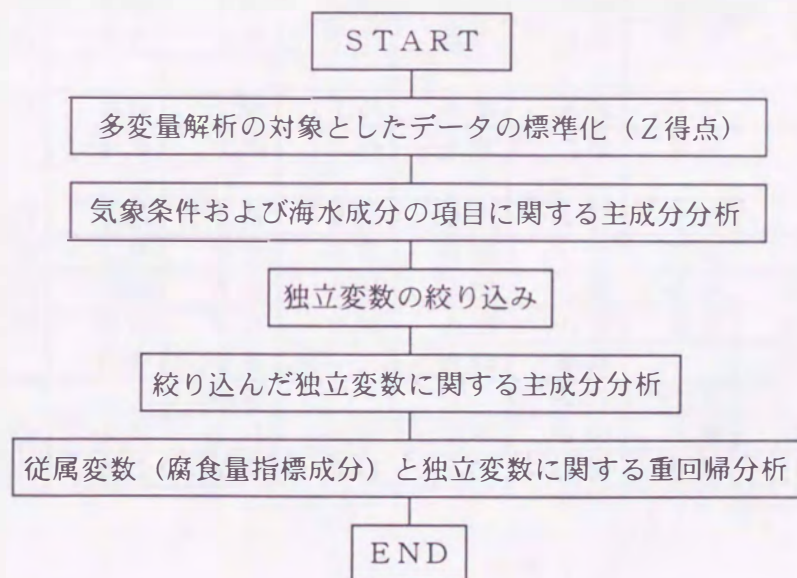 START
多変量解析の対象としたデータの標準化（Z得点）
気象条件および海水成分の項目に関する主成分分析
独立変数の絞り込み
絞り込んだ独立変数に関する主成分分析
従属変数（腐食量指標成分）と独立変数に関する重回帰分析
END